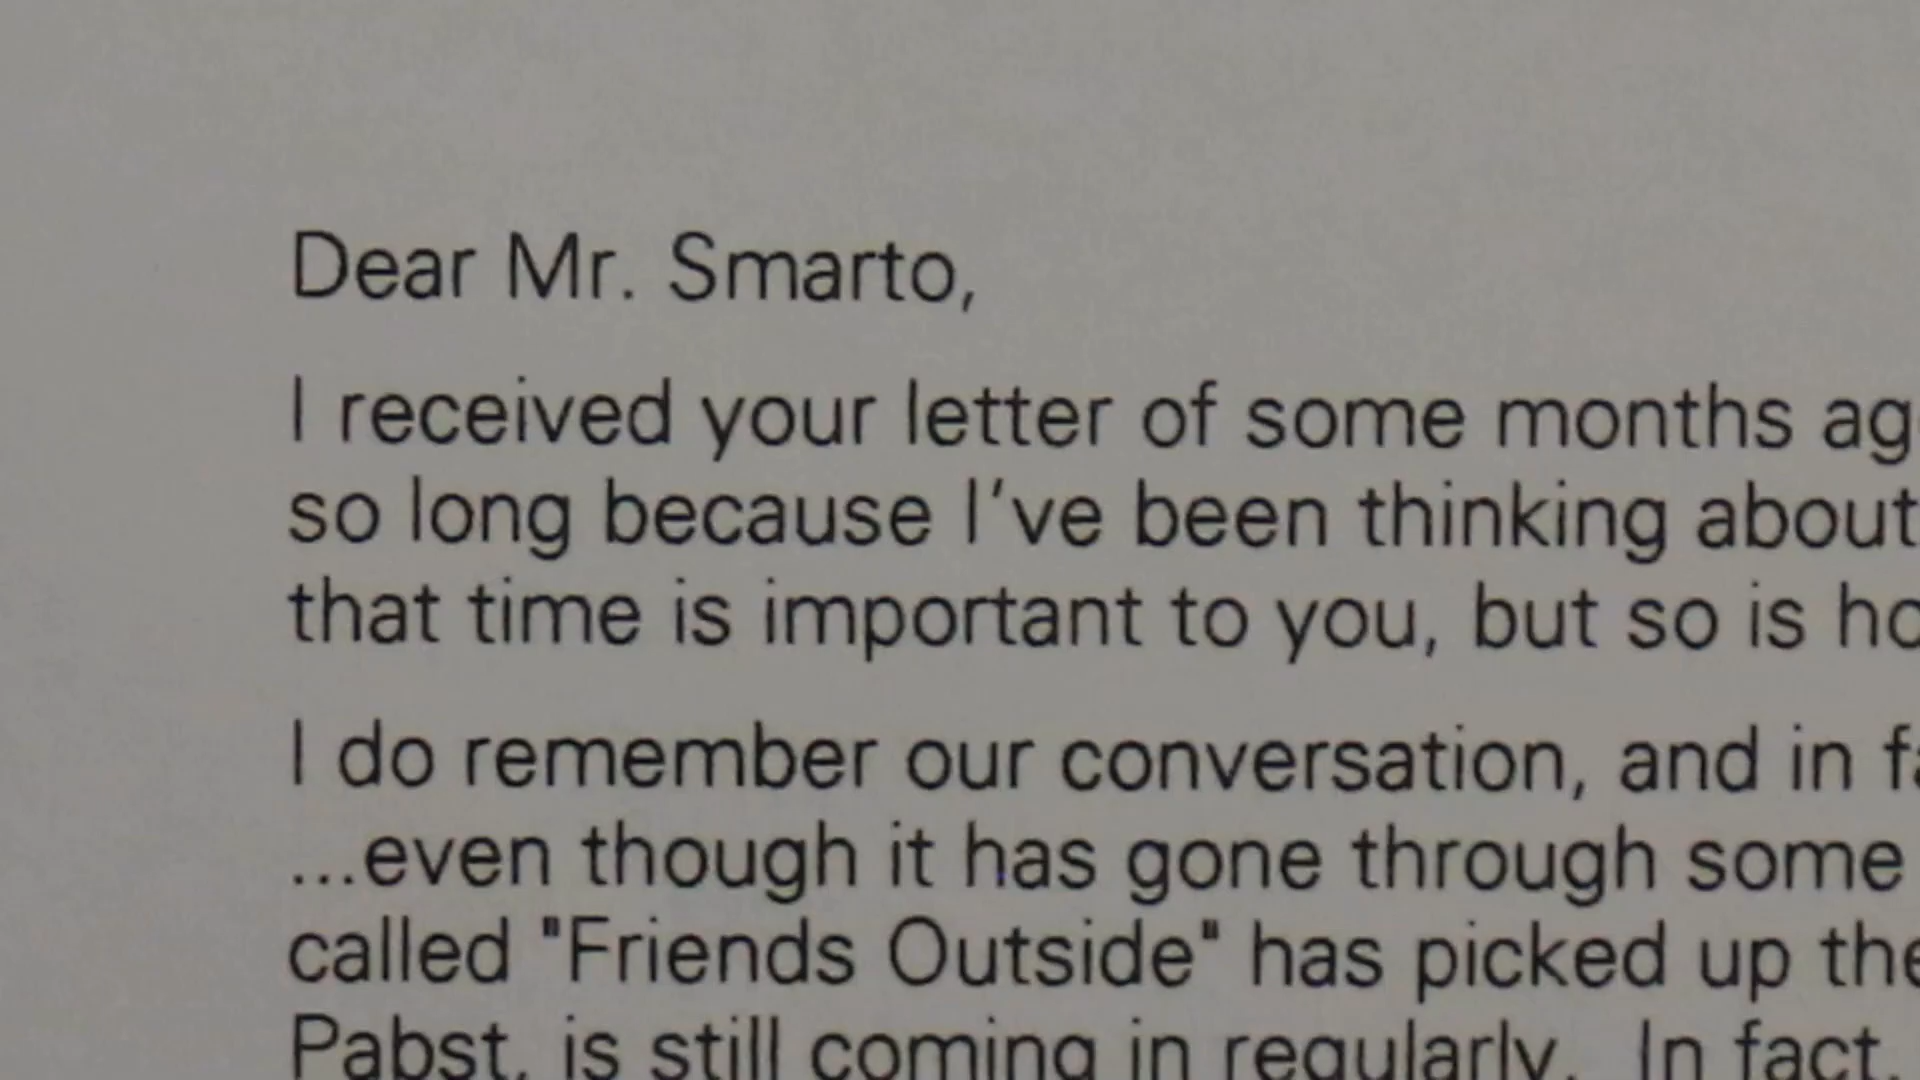 Dear Mr. Smarto,
I received your letter of some months
so long because I've been thinking about
that time is important to you, but so is
I do remember our conversation, and in
...even though it has gone through some
called "Friends Outside" has picked up the
Pabst, is still coming in regularly. In fact,